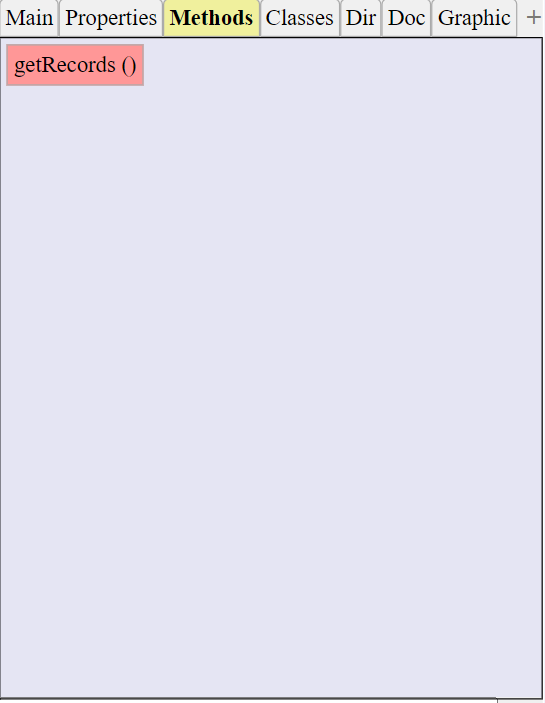 Main Properties Methods Classes Dir Doc Graphic +
getRecords ()